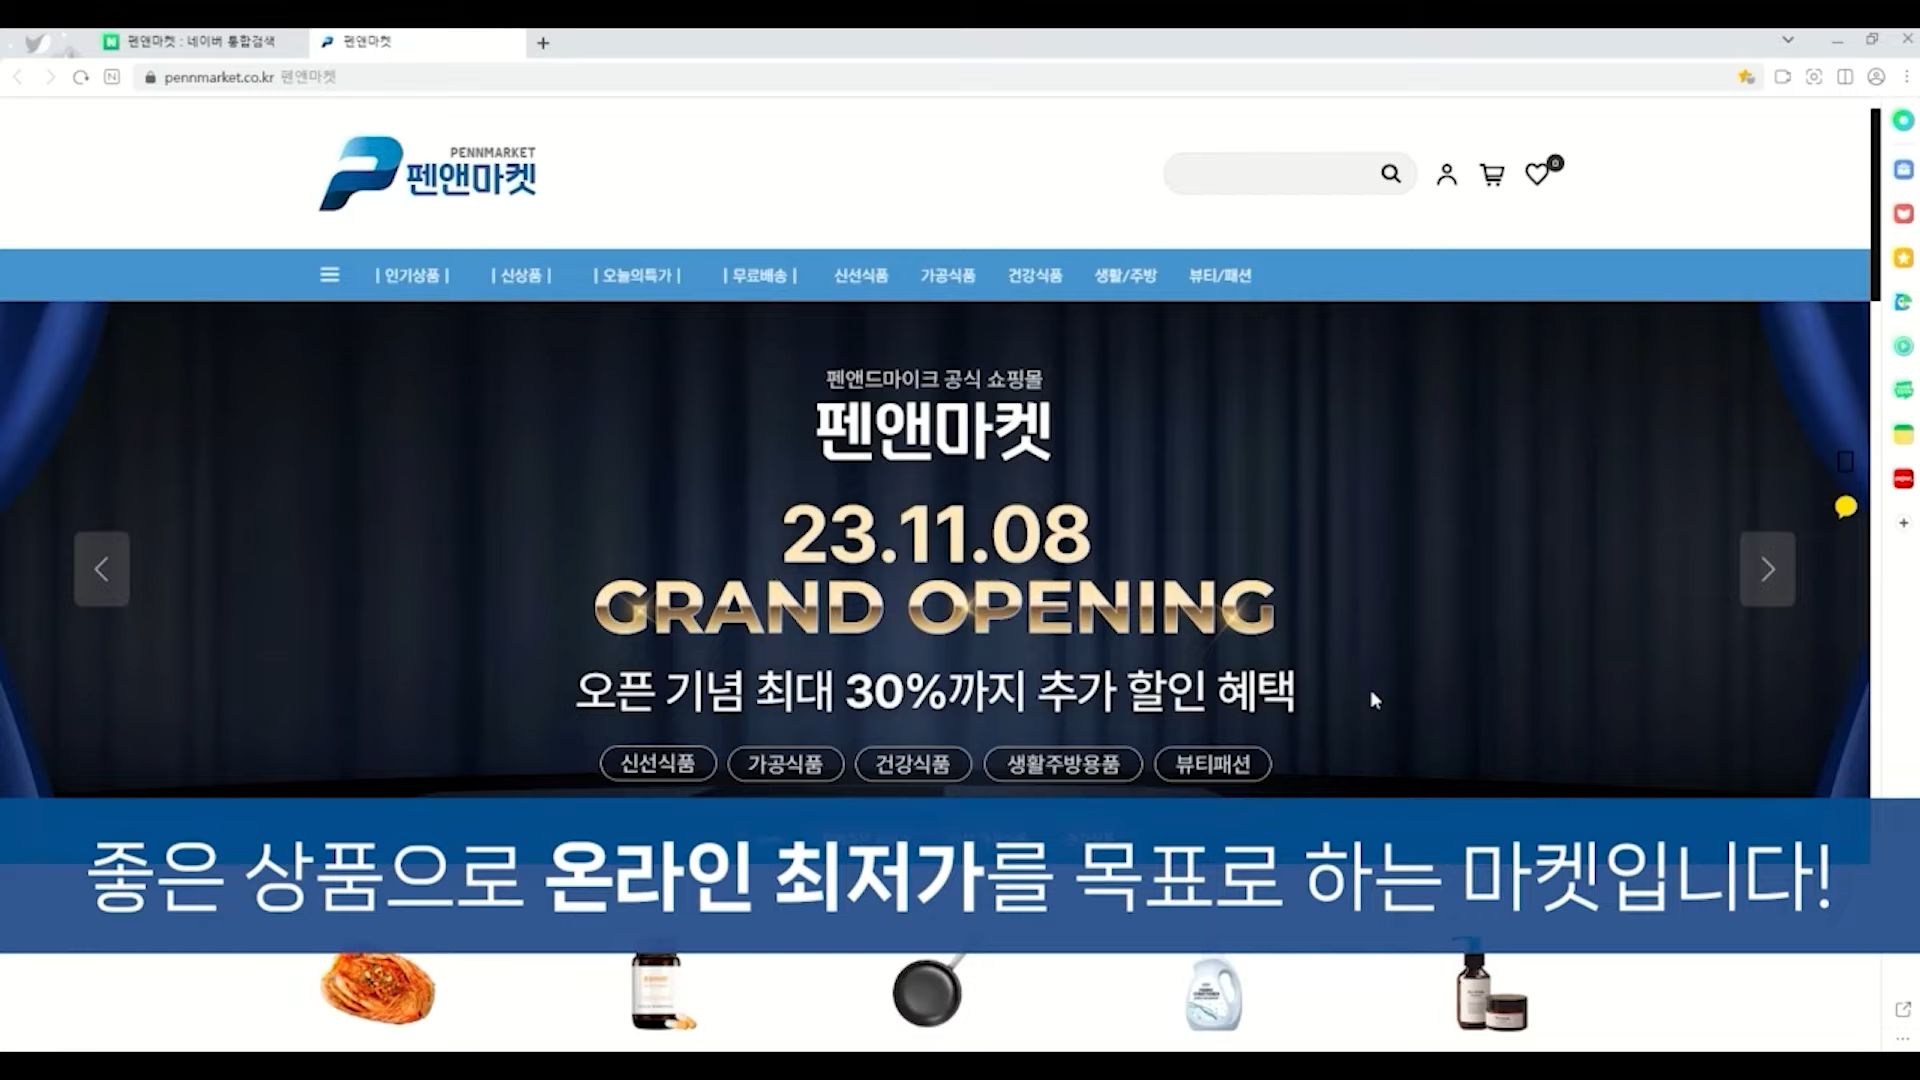 펜앤마켓 : 네이버 통합검색
펜앤마켓
pennmarket.co.kr 펜앤마켓
PENNMARKET
펜앤마켓
0
| 인기상품 | | 신상품 | | 오늘의특가 | | 무료배송 | 신선식품 가공식품 건강식품 생활/주방 뷰티/패션
펜앤드마이크 공식 쇼핑몰
펜앤마켓
23.11.08
GRAND OPENING
오픈 기념 최대 30%까지 추가 할인 혜택
신선식품 가공식품 건강식품 생활주방용품 뷰티패션
좋은 상품으로 온라인 최저가를 목표로 하는 마켓입니다!